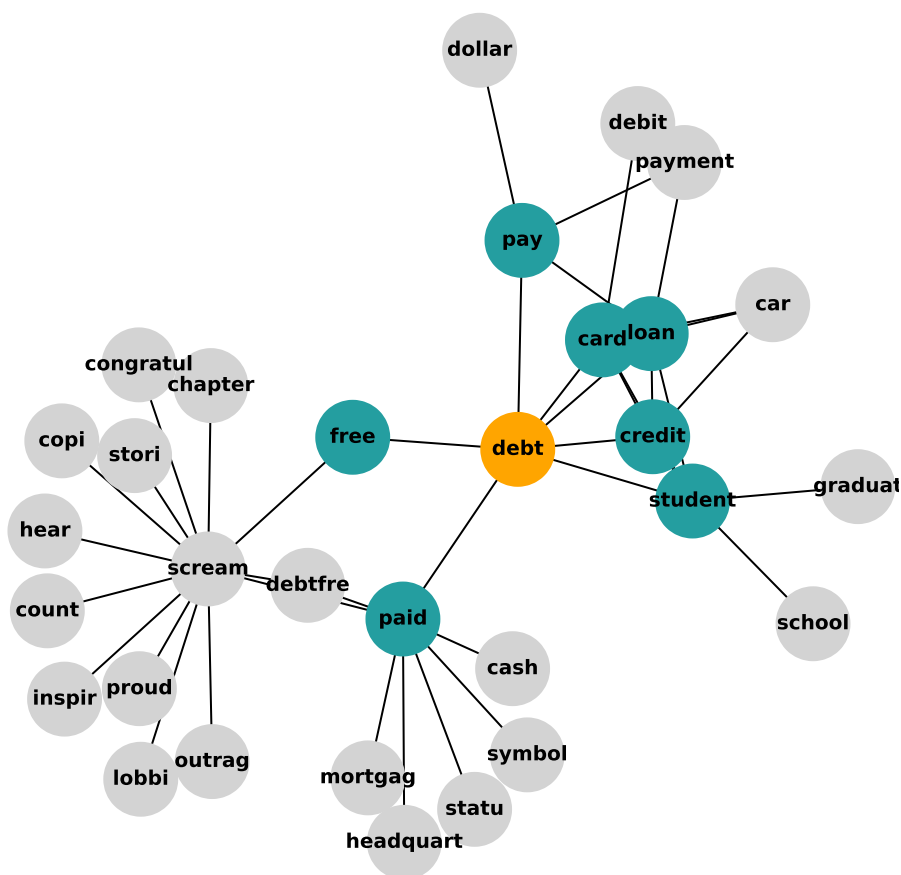 dollar
debit
payment
pay
car
card
loan
congratul
chapter
copi
stori
free
debt
credit
student
graduat
hear
scream
debtfre
count
paid
school
inspir
proud
cash
lobbi
outrag
mortgag
symbol
statu
headquart